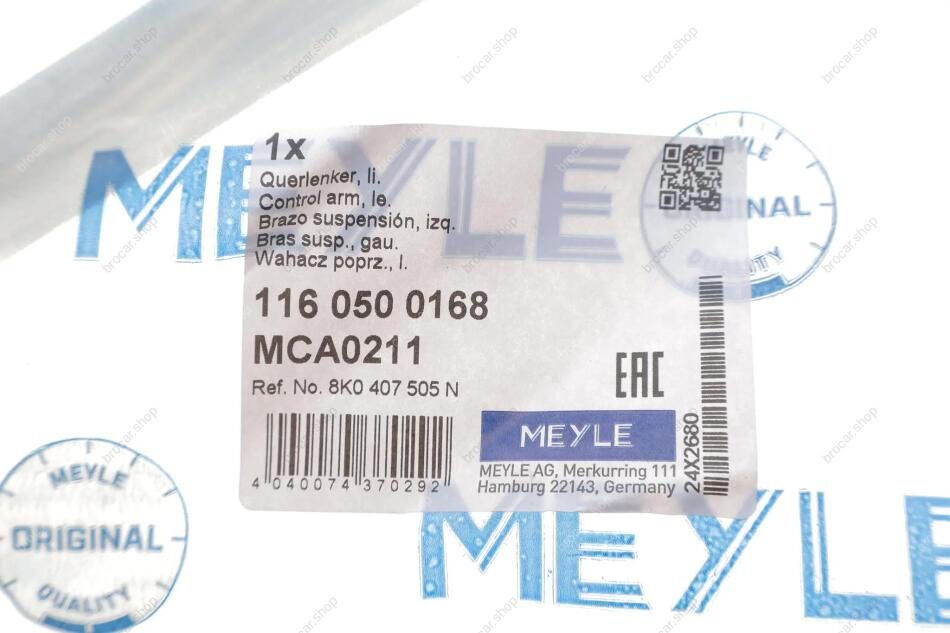 MEYLE
MEYLE
ORIGINAL
QUALITY
1x
Querlenker, li.
Control arm, le.
Brazo suspensión, izq.
Bras susp., gau.
Wahacz poprz., l.
116 050 0168
MCA0211
Ref. No. 8K0 407 505 N
EAC
4 040074 370292
MEYLE
MEYLE AG, Merkurring 111
Hamburg 22143, Germany
24X2680
MEYLE
ORIGINAL
QUALITY
MEYLE
brocar.shop